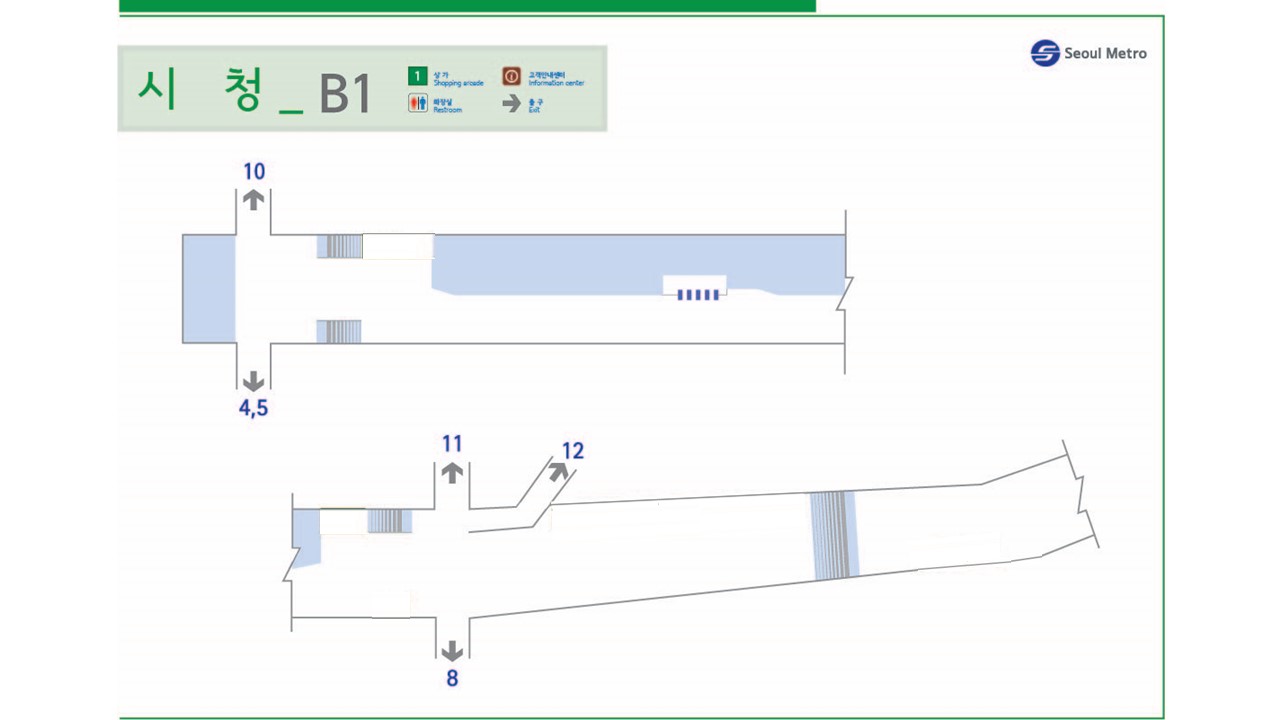 Seoul Metro
시 청 _ B1
1 상 가
Shopping arcade
고객안내센터
Information center
화장실
Restroom
출 구
Exit
10
4,5
11
12
8